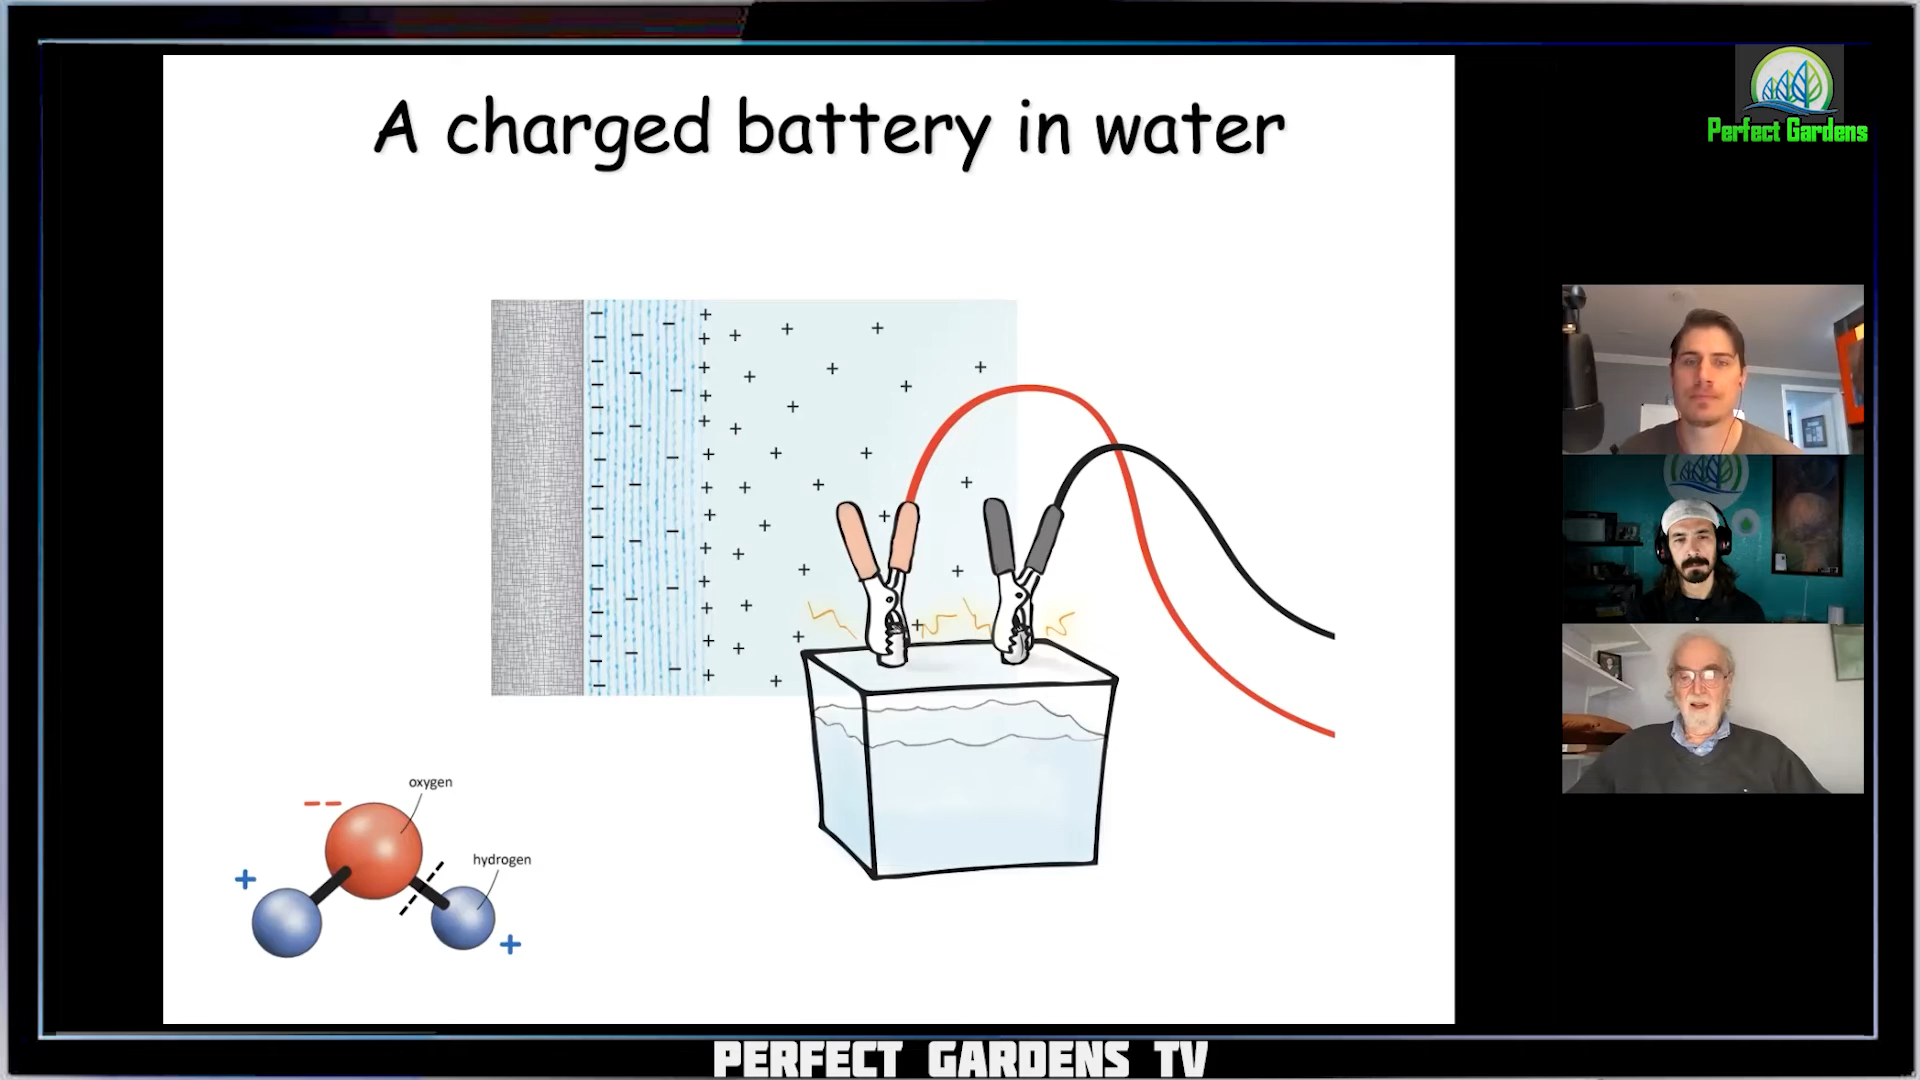 A charged battery in water
Perfect Gardens
oxygen
hydrogen
PERFECT GARDENS TV